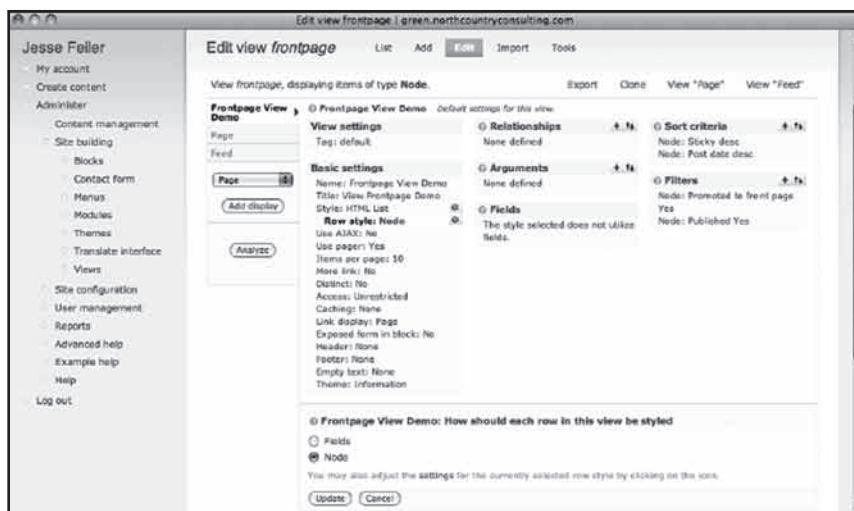 Edit view frontpage | green.northcountryconsulting.com
Jesse Feiler
My account
Create content
Administer
Content management
Site building
Blocks
Contact form
Menus
Modules
Themes
Translate interface
Views
Site configuration
User management
Reports
Advanced help
Example help
Help
Log out
Edit view frontpage
List
Add
Edit
Import
Tools
View frontpage, displaying items of type Node.
Export
Clone
View "Page"
View "Feed"
Frontpage View Demo
Page
Feed
Page
Add display
Analyze
Frontpage View Demo Default settings for this view.
View settings
Tag: default
Basic settings
Name: Frontpage View Demo
Title: View Frontpage Demo
Style: HTML List
Row style: Node
Use AJAX: No
Use pager: Yes
Items per page: 10
More link: No
Distinct: No
Access: Unrestricted
Caching: None
Link display: Page
Exposed form in block: No
Header: None
Footer: None
Empty text: None
Theme: Information
Relationships
None defined
Arguments
None defined
Fields
The style selected does not utilize
fields.
Sort criteria
Node: Sticky desc
Node: Post date desc
Filters
Node: Promoted to front page
Yes
Node: Published Yes
Frontpage View Demo: How should each row in this view be styled
Fields
Node
You may also adjust the settings for the currently selected row style by clicking on the icon.
Update
Cancel